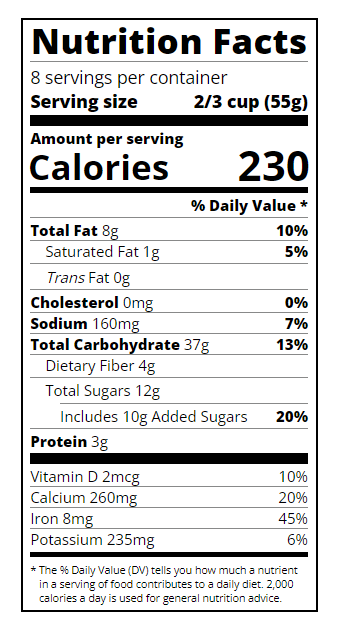 Nutrition Facts
8 servings per container
Serving size 2/3 cup (55g)
Amount per serving
Calories 230
% Daily Value *
Total Fat 8g 10%
Saturated Fat 1g 5%
Trans Fat 0g
Cholesterol 0mg 0%
Sodium 160mg 7%
Total Carbohydrate 37g 13%
Dietary Fiber 4g
Total Sugars 12g
Includes 10g Added Sugars 20%
Protein 3g
Vitamin D 2mcg 10%
Calcium 260mg 20%
Iron 8mg 45%
Potassium 235mg 6%
* The % Daily Value (DV) tells you how much a nutrient
in a serving of food contributes to a daily diet. 2,000
calories a day is used for general nutrition advice.